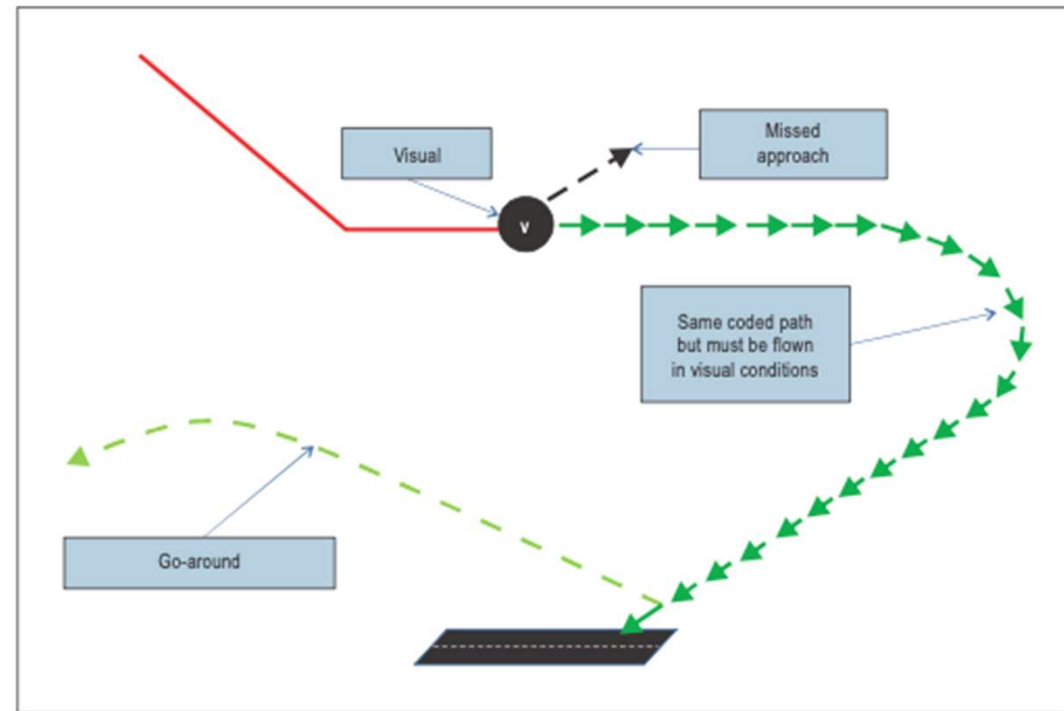 Missed
approach
Visual
V
Same coded path
but must be flown
in visual conditions
Go-around